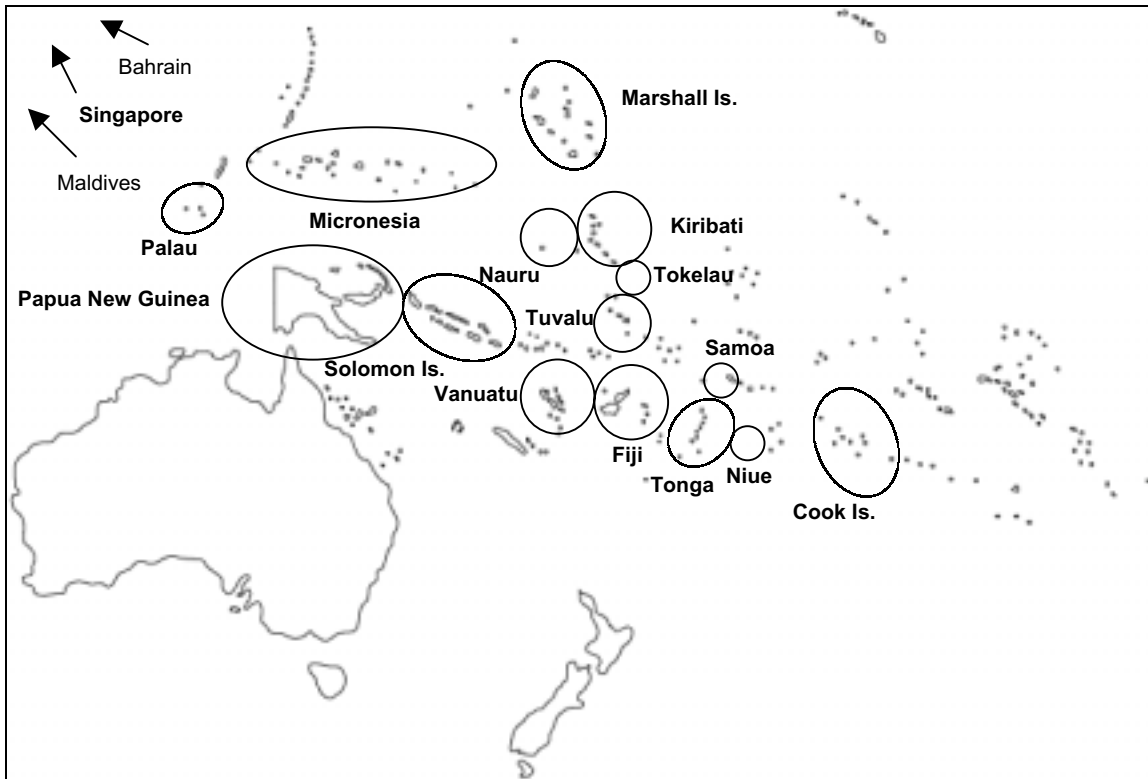 Bahrain
Marshall Is.
Singapore
Maldives
Micronesia
Kiribati
Palau
Nauru
Tokelau
Papua New Guinea
Tuvalu
Samoa
Solomon Is.
Vanuatu
Fiji
Niue
Tonga
Cook Is.